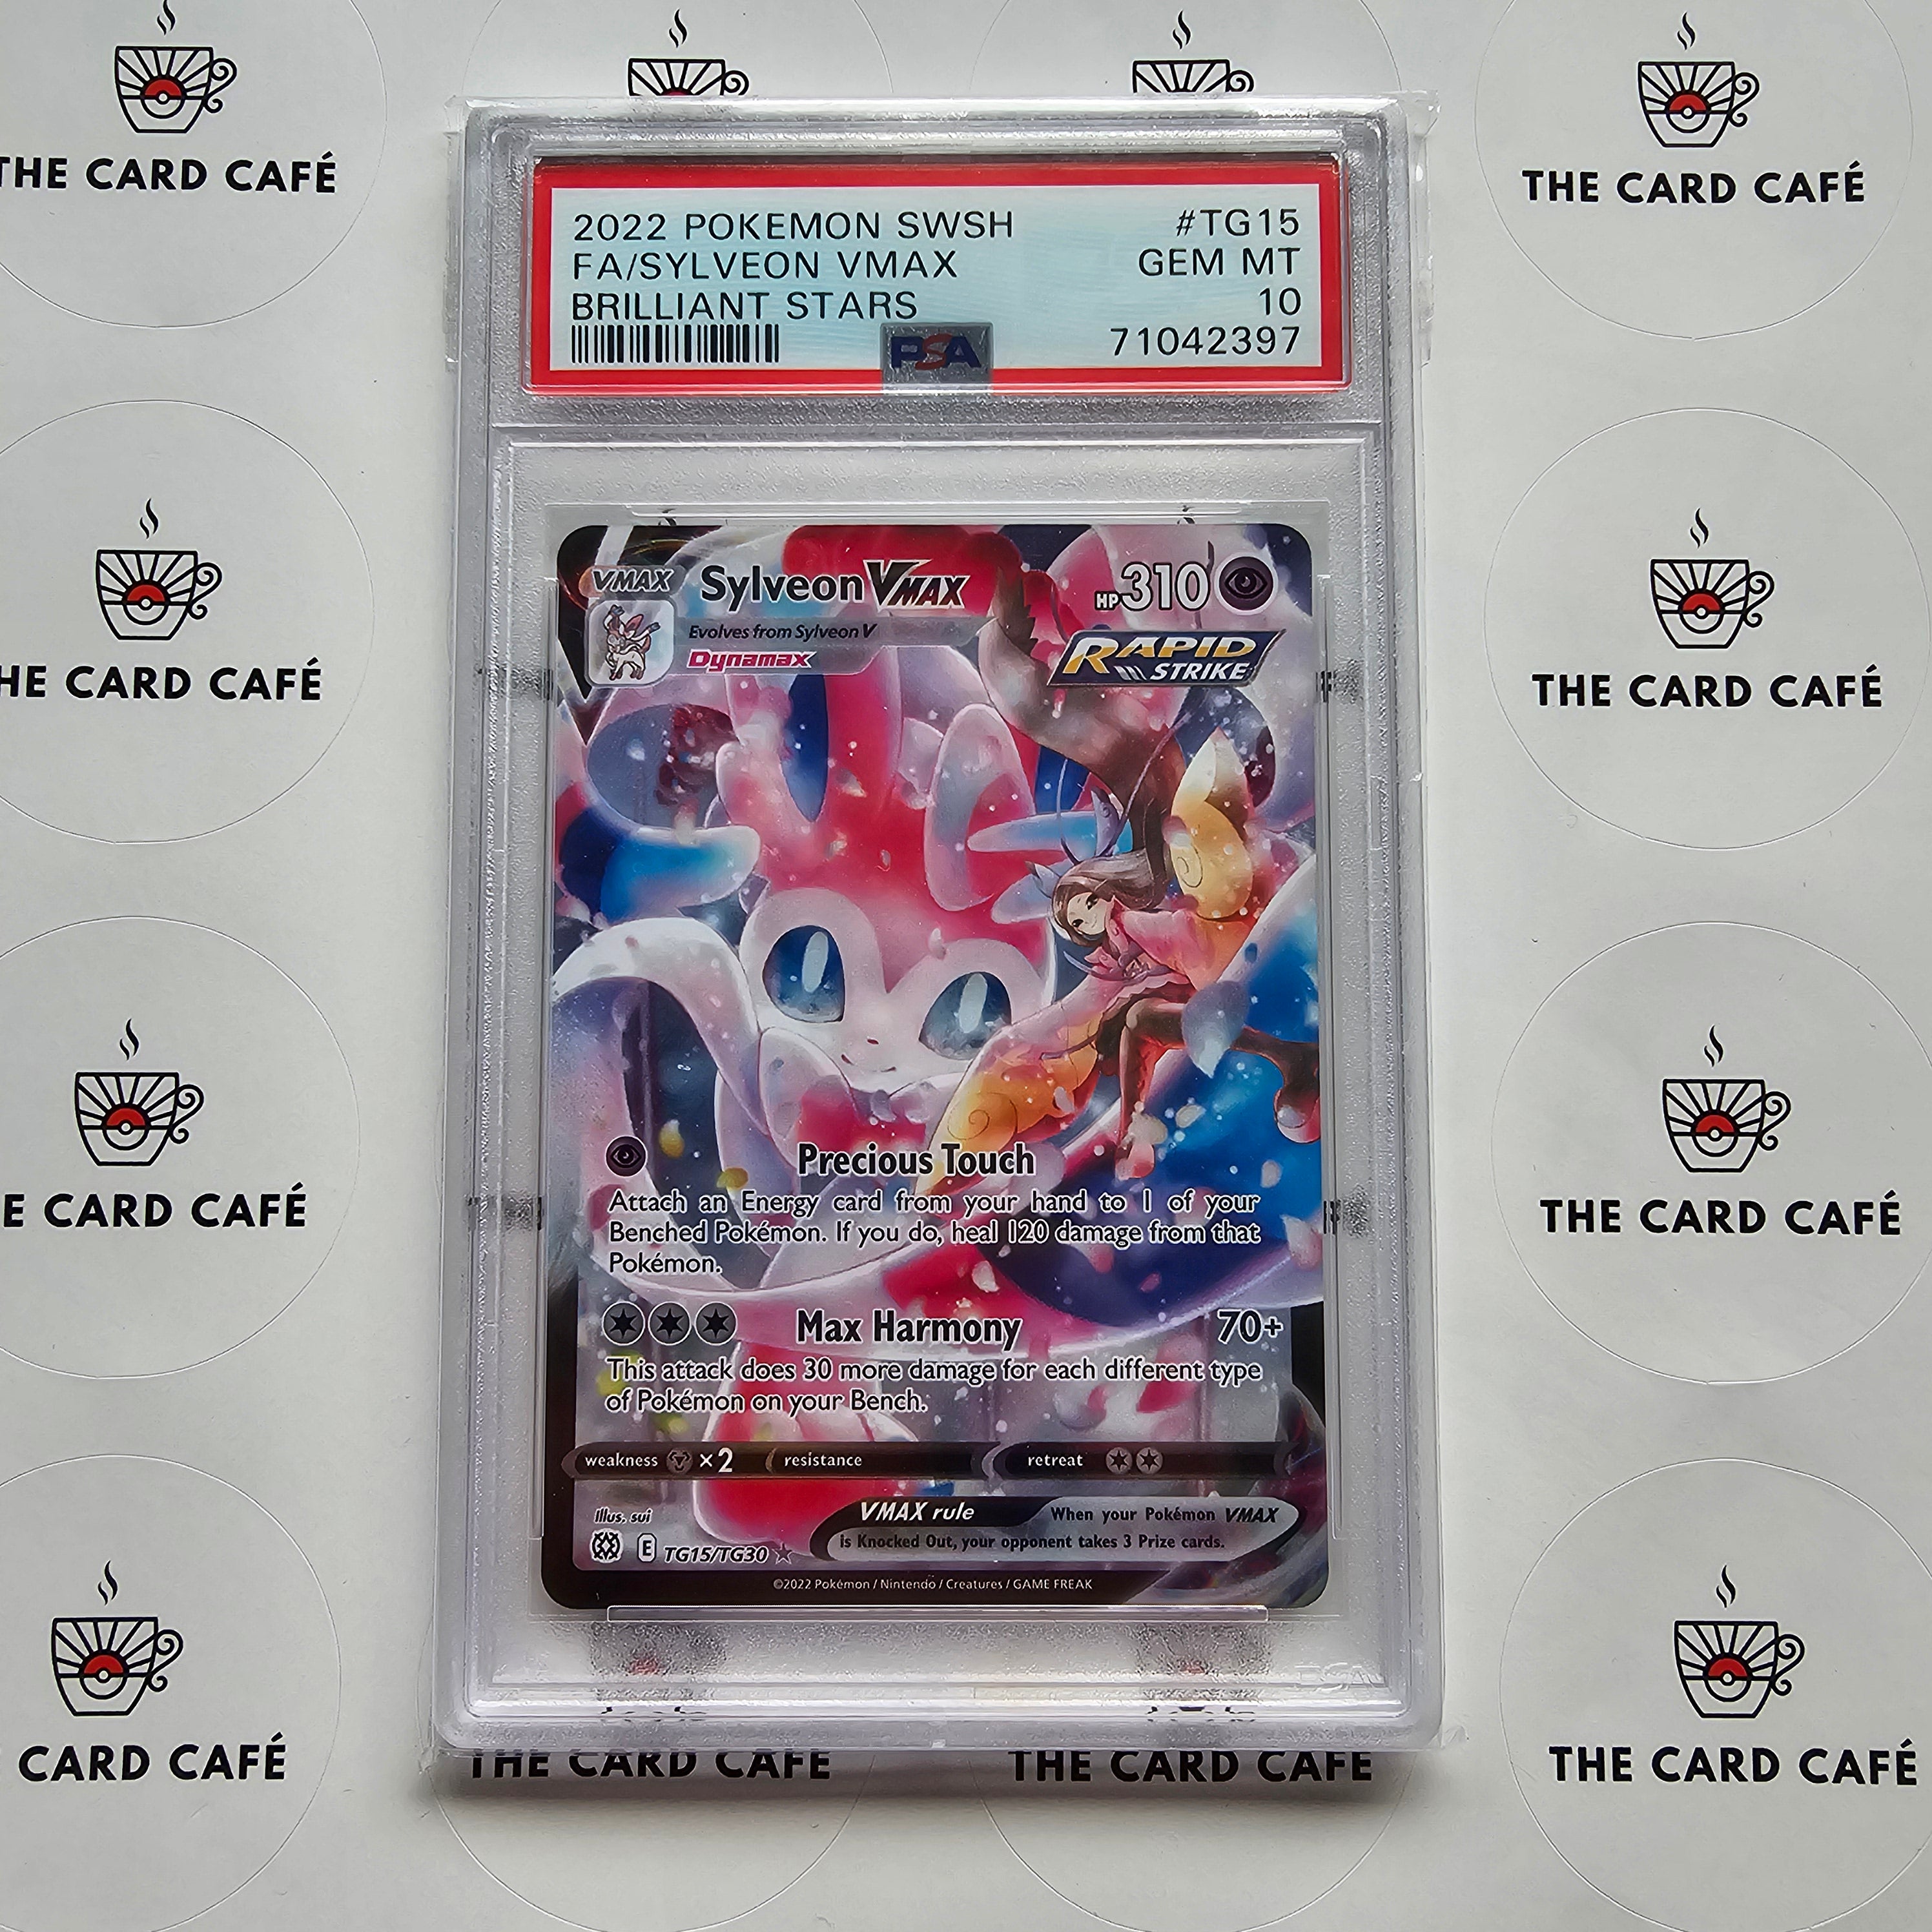 THE CARD CAFÉ
THE CARD CAFÉ
2022 POKEMON SWSH #TG15
FA/SYLVEON VMAX GEM MT
BRILLIANT STARS 10
PSA 71042397
VMAX Sylveon VMAX HP 310
Evolves from Sylveon V
Dynamax
RAPID
STRIKE
HE CARD CAFÉ
THE CARD CAFÉ
Precious Touch
Attach an Energy card from your hand to 1 of your
Benched Pokémon. If you do, heal 120 damage from that
Pokémon.
E CARD CAFÉ
THE CARD CAFÉ
Max Harmony 70+
This attack does 30 more damage for each different type
of Pokémon on your Bench.
weakness ×2 resistance retreat
Illus. sui
VMAX rule When your Pokémon VMAX
is Knocked Out, your opponent takes 3 Prize cards.
E TG15/TG30
©2022 Pokémon / Nintendo / Creatures / GAME FREAK
PSA
CARD CAFÉ
THE CARD CAFÉ
THE CARD CAFÉ
THE CARD CAFÉ